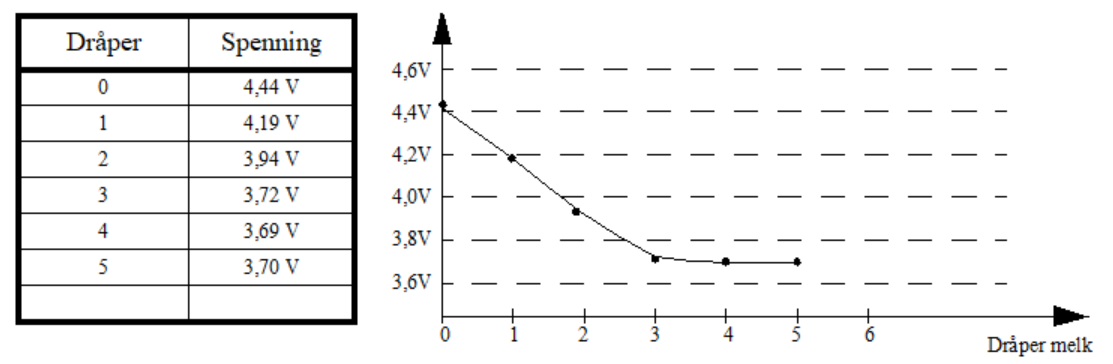 Dråper Spenning
0 4,44 V
1 4,19 V
2 3,94 V
3 3,72 V
4 3,69 V
5 3,70 V
4,6V
4,4V
4,2V
4,0V
3,8V
3,6V
0 1 2 3 4 5 6
Dråper melk